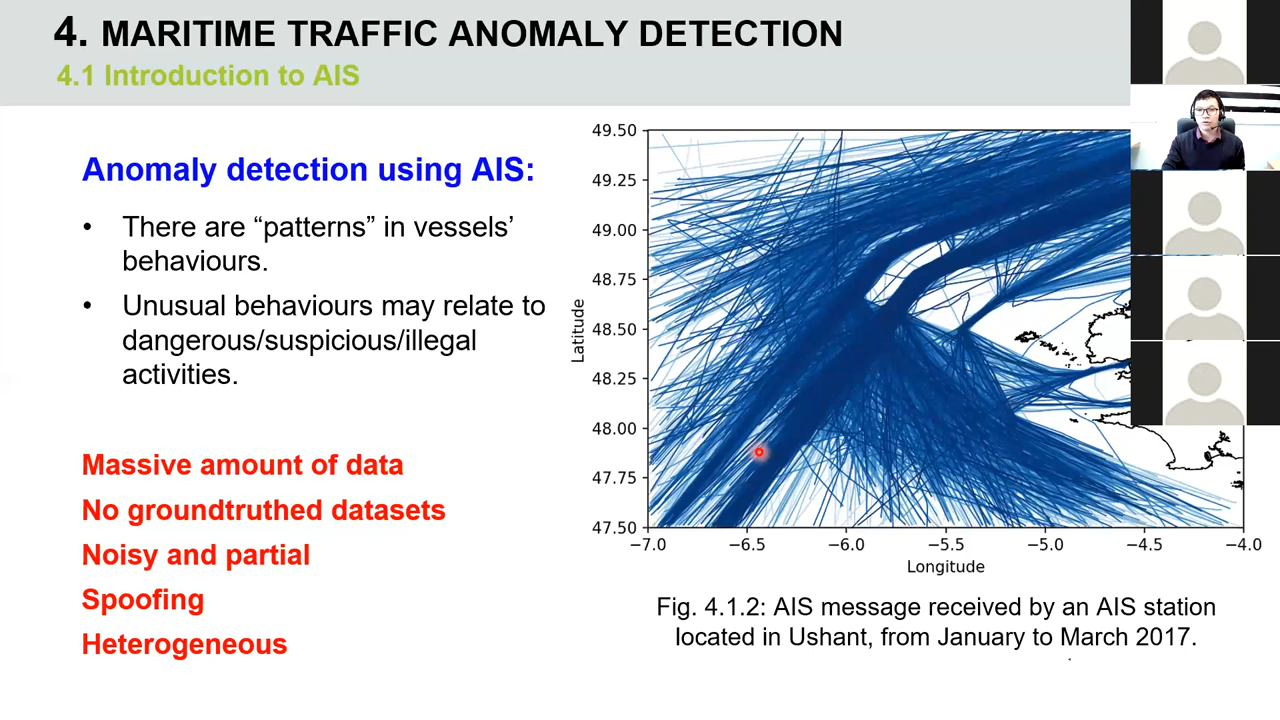 4. MARITIME TRAFFIC ANOMALY DETECTION
4.1 Introduction to AIS
Anomaly detection using AIS:
• There are “patterns” in vessels’
behaviours.
• Unusual behaviours may relate to
dangerous/suspicious/illegal
activities.
Massive amount of data
No groundtruthed datasets
Noisy and partial
Spoofing
Heterogeneous
49.50
49.25
49.00
48.75
48.50
48.25
48.00
47.75
47.50
Latitude
−7.0 −6.5 −6.0 −5.5 −5.0 −4.5 −4.0
Longitude
Fig. 4.1.2: AIS message received by an AIS station
located in Ushant, from January to March 2017.